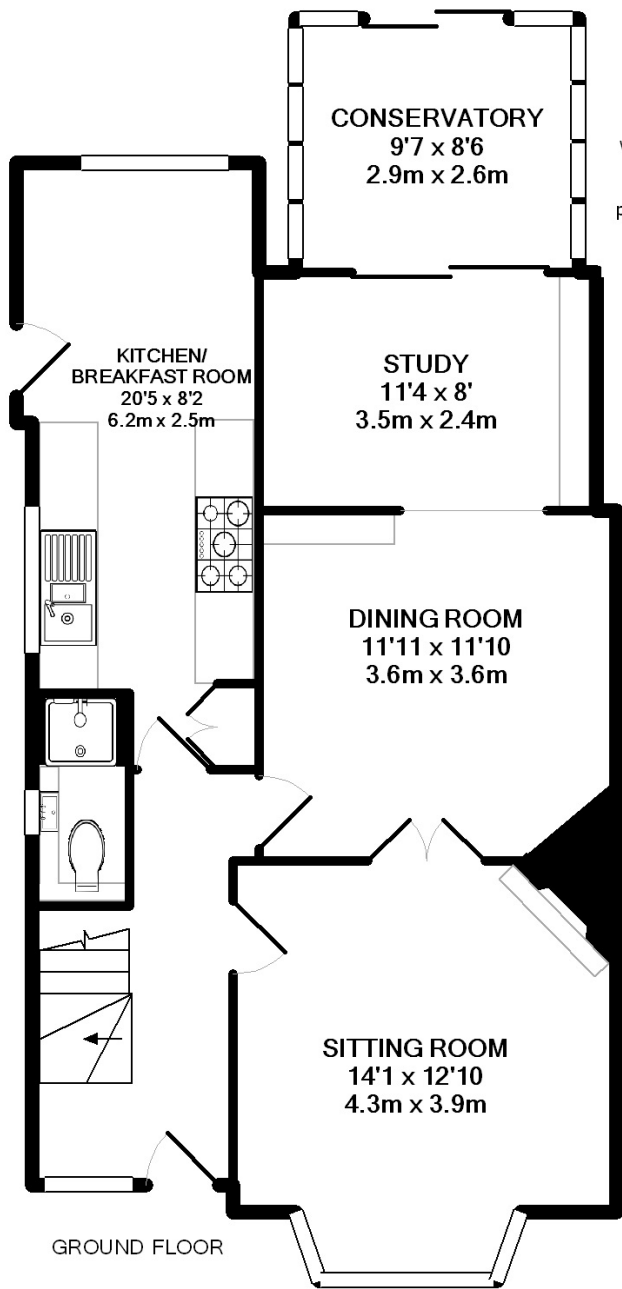 CONSERVATORY
9'7 x 8'6
2.9m x 2.6m
KITCHEN/
BREAKFAST ROOM
20'5 x 8'2
6.2m x 2.5m
STUDY
11'4 x 8'
3.5m x 2.4m
DINING ROOM
11'11 x 11'10
3.6m x 3.6m
SITTING ROOM
14'1 x 12'10
4.3m x 3.9m
GROUND FLOOR